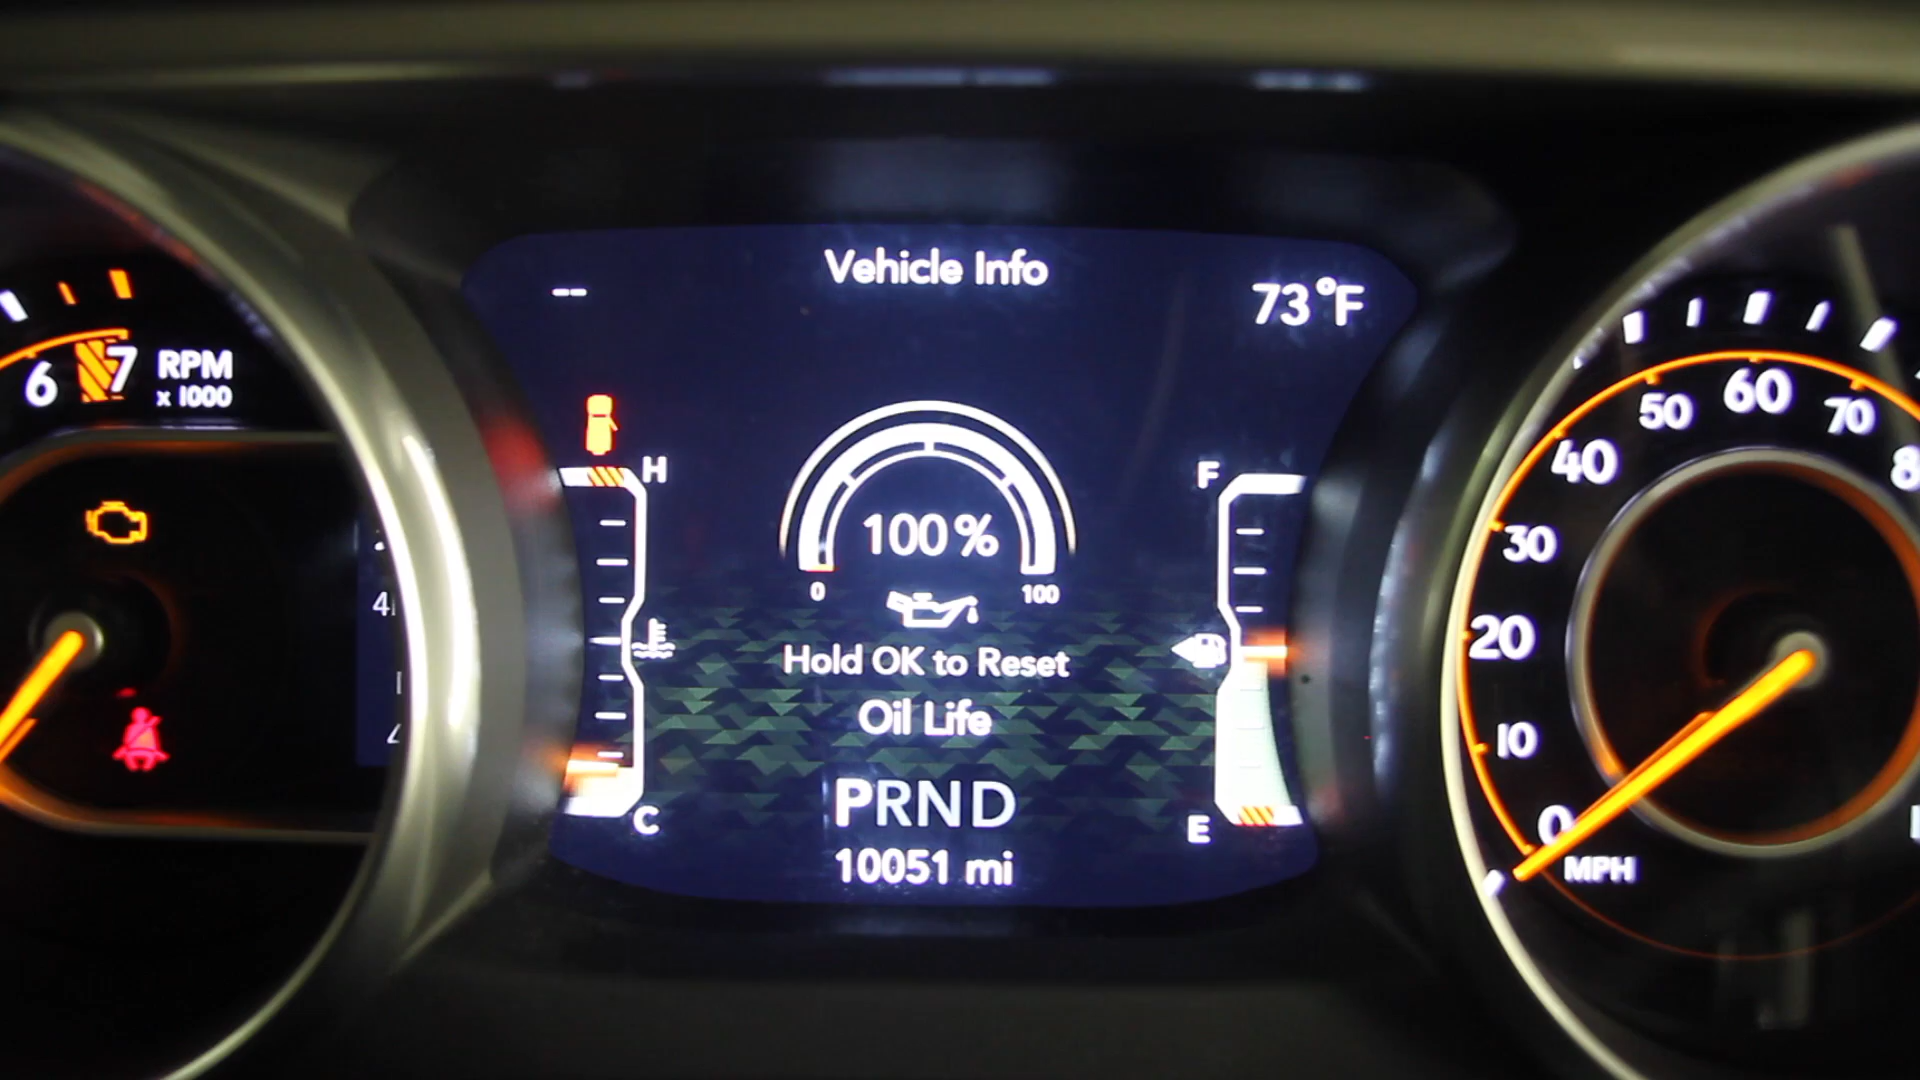 Vehicle Info
--
73°F
6
7
RPM
x 1000
H
F
100%
0
100
Hold OK to Reset
Oil Life
C
E
PRND
10051 mi
0
10
20
30
40
50
60
70
MPH